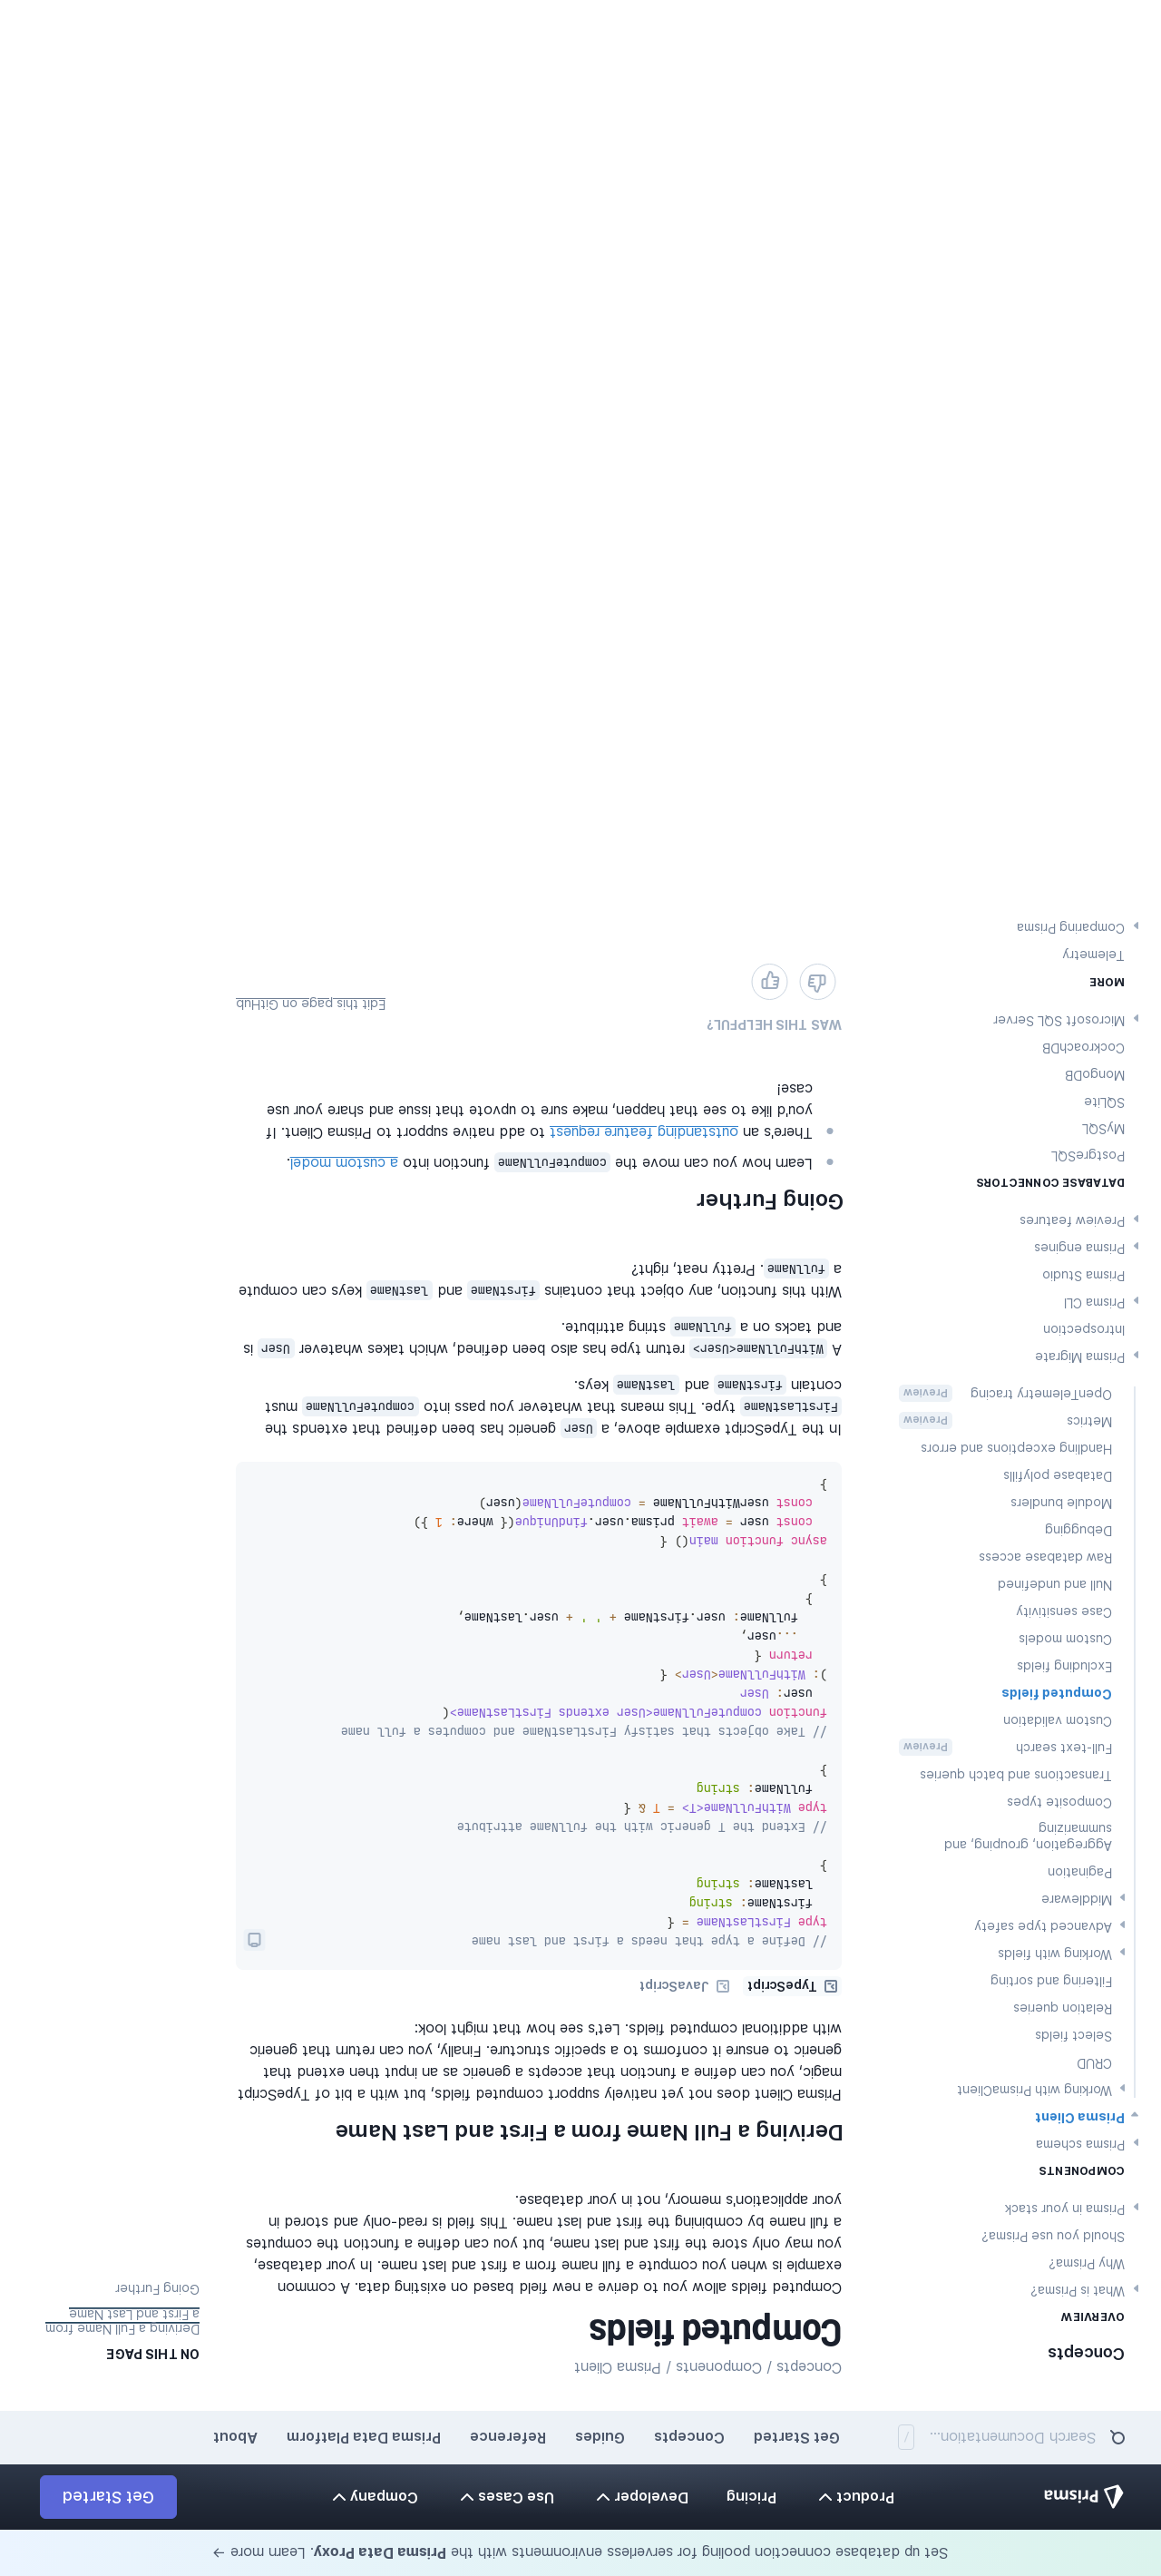 Set up database connection pooling for serverless environments with the Prisma Data Proxy. Learn more →
Prisma
Product
Pricing
Developer
Use Cases
Company
Get Started
Search Documentation... /
Get Started
Concepts
Guides
Reference
Prisma Data Platform
About
Concepts
OVERVIEW
What is Prisma?
Why Prisma?
Should you use Prisma?
Prisma in your stack
COMPONENTS
Prisma schema
Prisma Client
Working with PrismaClient
CRUD
Select fields
Relation queries
Filtering and sorting
Working with fields
Advanced type safety
Middleware
Pagination
Aggregation, grouping, and
summarizing
Composite types
Transactions and batch queries
Full-text search Preview
Custom validation
Computed fields
Excluding fields
Custom models
Case sensitivity
Null and undefined
Raw database access
Debugging
Module bundlers
Database polyfills
Handling exceptions and errors
Metrics Preview
OpenTelemetry tracing Preview
Prisma Migrate
Introspection
Prisma CLI
Prisma Studio
Prisma engines
Preview features
DATABASE CONNECTORS
PostgreSQL
MySQL
SQLite
MongoDB
CockroachDB
Microsoft SQL Server
MORE
Telemetry
Comparing Prisma
Concepts / Components / Prisma Client
Computed fields
Computed fields allow you to derive a new field based on existing data. A common
example is when you want to compute a full name from a first and last name. In your database,
you may only store the first and last name, but you can define a function that computes
a full name by combining the first and last name. This field is read-only and stored in
your application's memory, not in your database.
Deriving a Full Name from a First and Last Name
Prisma Client does not yet natively support computed fields, but with a bit of TypeScript
magic, you can define a function that accepts a generic as an input then extend that
generic to ensure it conforms to a specific structure. Finally, you can return that generic
with additional computed fields. Let's see how that might look:
TypeScript
JavaScript
// Define a type that needs a first and last name
type FirstLastName = {
firstName: string
lastName: string
}
// Extend the T generic with the fullName attribute
type WithFullName<T> = T & {
fullName: string
}
// Take objects that satisfy FirstLastName and computes a full name
function computeFullName<User extends FirstLastName>(
user: User
): WithFullName<User> {
return {
...user,
fullName: user.firstName + ' ' + user.lastName,
}
}
async function main() {
const user = await prisma.user.findUnique({ where: 1 })
const userWithFullName = computeFullName(user)
}
In the TypeScript example above, a User generic has been defined that extends the
FirstLastName type. This means that whatever you pass into computeFullName must
contain firstName and lastName keys.
A WithFullName<User> return type has also been defined, which takes whatever User is
and tacks on a fullName string attribute.
With this function, any object that contains firstName and lastName keys can compute
a fullName. Pretty neat, right?
Going Further
Learn how you can move the computeFullName function into a custom model.
There's an outstanding feature request to add native support to Prisma Client. If
you'd like to see that happen, make sure to upvote that issue and share your use
case!
WAS THIS HELPFUL?
Edit this page on GitHub
ON THIS PAGE
Deriving a Full Name from
a First and Last Name
Going Further